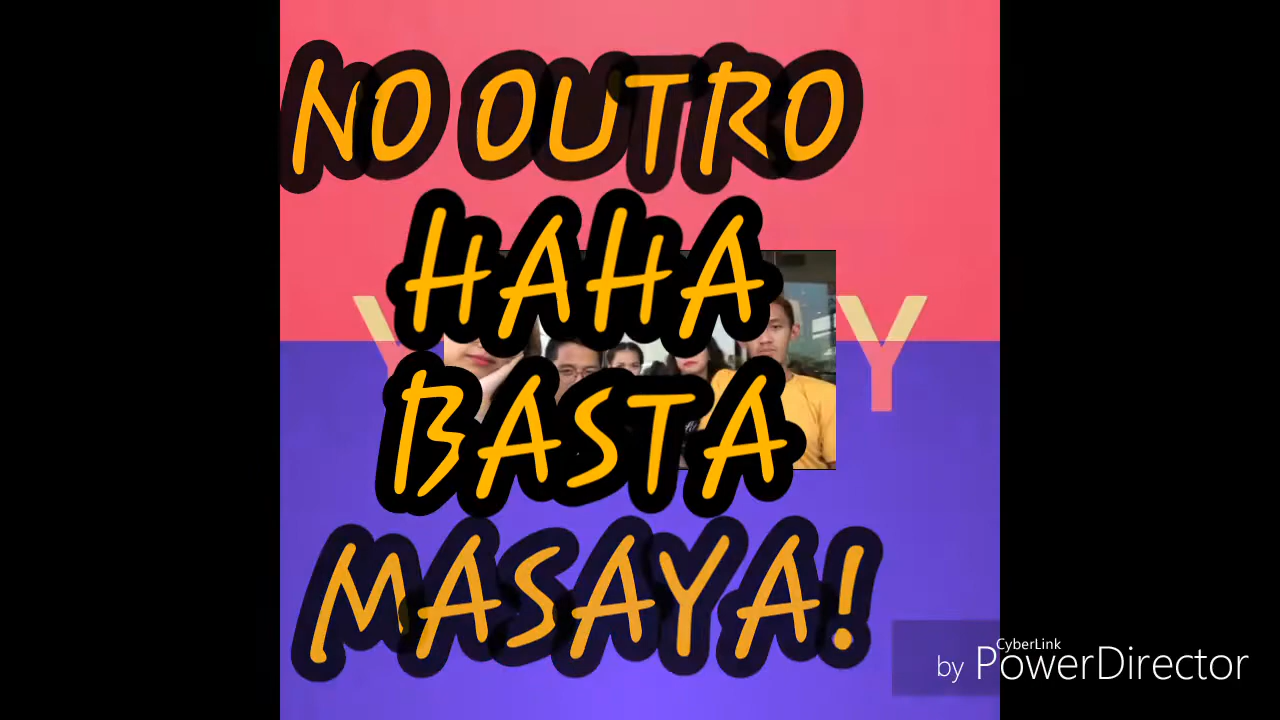 NO OUTRO
HAHA
BASTA
MASAYA!
Y Y
CyberLink
by PowerDirector